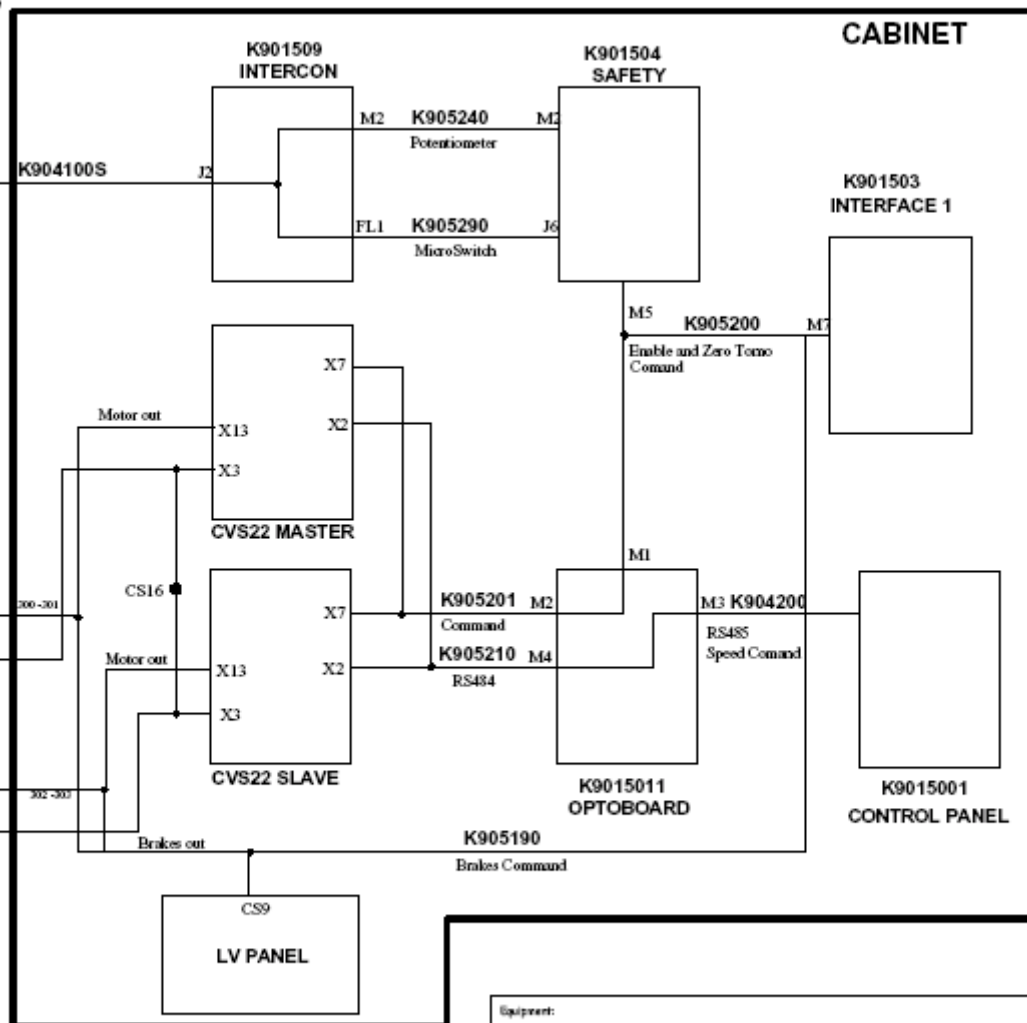 CABINET
K901509
INTERCON
K901504
SAFETY
M2
K905240
M2
Potentiometer
K904100S
J2
K901503
INTERFACE 1
FL1
K905290
J6
MicroSwitch
M5
K905200
M7
Enable and Zero Tomo
Comand
X7
Motor out
X13
X2
X3
CVS22 MASTER
M1
CS16
300 -301
X7
K905201
M2
Command
M3
K904200
RS485
Speed Comand
Motor out
X13
X2
K905210
M4
RS484
X3
CVS22 SLAVE
K9015011
OPTOBOARD
K9015001
CONTROL PANEL
302 -303
Brakes out
K905190
Brakes Command
CS9
LV PANEL
Equipment: